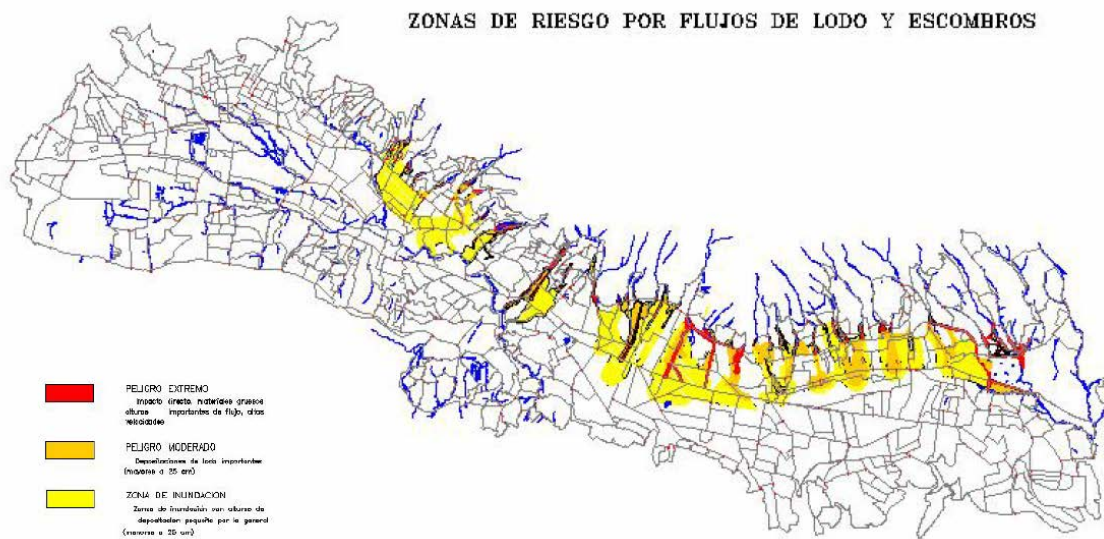 ZONAS DE RIESGO POR FLUJOS DE LODO Y ESCOMBROS
PELIGRO EXTREMO
Impacto directo, materiales gruesos
alturas importantes de flujo, altas
velocidades
PELIGRO MODERADO
Depositaciones de lodo importantes
(mayores a 25 cm)
ZONA DE INUNDACION
Zonas de inundación con alturas de
depositacion pequeña por lo general
(menores a 25 cm)